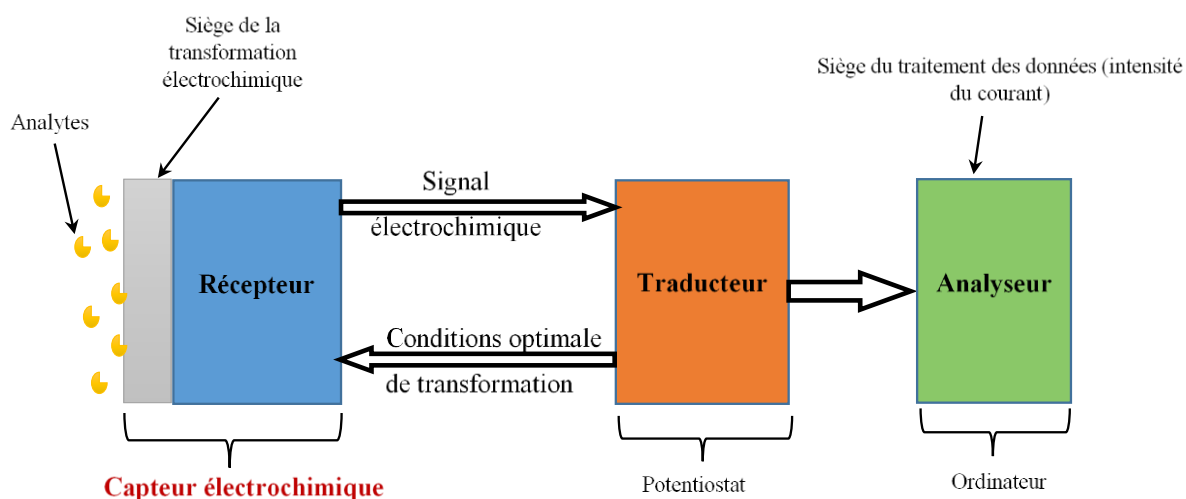 Siège de la
transformation
électrochimique
Analytes
Siège du traitement des données (intensité
du courant)
Signal
électrochimique
Récepteur
Traducteur
Analyseur
Conditions optimale
de transformation
Capteur électrochimique
Potentiostat
Ordinateur